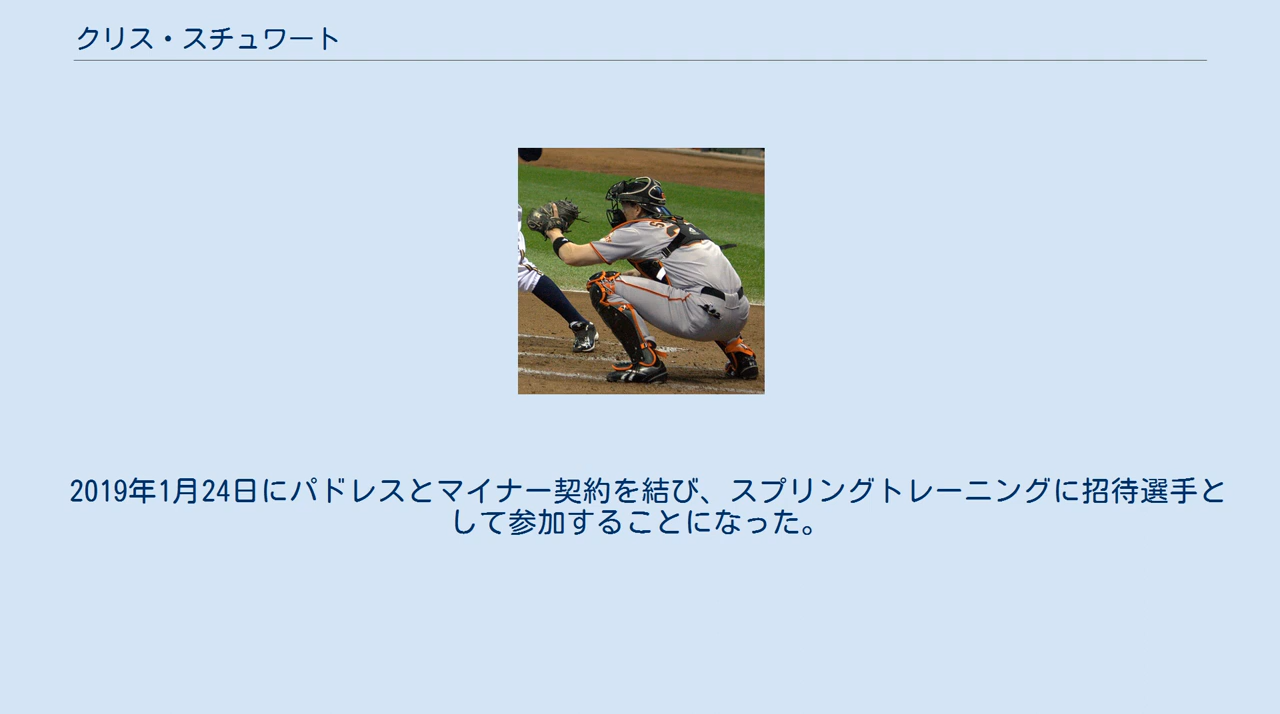 クリス・スチュワート
2019年1月24日にパドレスとマイナー契約を結び、スプリングトレーニングに招待選手と
して参加することになった。